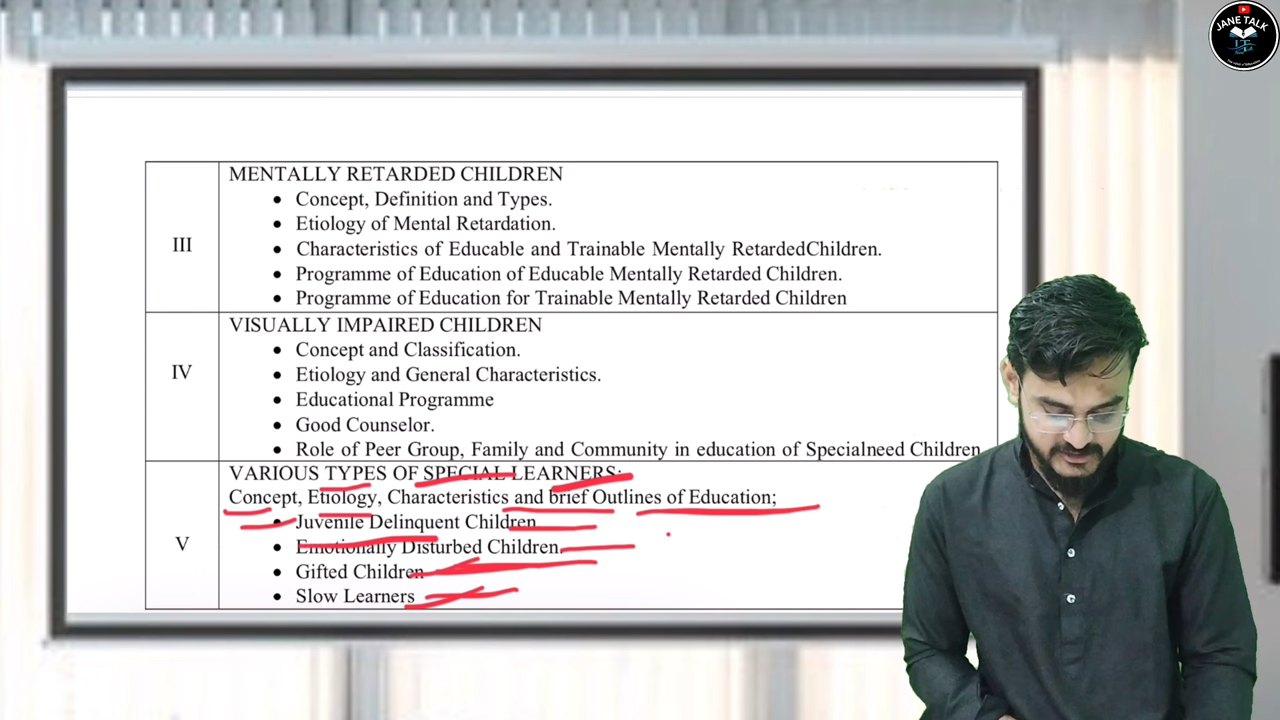 JANE TALK
III
MENTALLY RETARDED CHILDREN
• Concept, Definition and Types.
• Etiology of Mental Retardation.
• Characteristics of Educable and Trainable Mentally RetardedChildren.
• Programme of Education of Educable Mentally Retarded Children.
• Programme of Education for Trainable Mentally Retarded Children
IV
VISUALLY IMPAIRED CHILDREN
• Concept and Classification.
• Etiology and General Characteristics.
• Educational Programme
• Good Counselor.
• Role of Peer Group, Family and Community in education of Specialneed Children
V
VARIOUS TYPES OF SPECIAL LEARNERS:
Concept, Etiology, Characteristics and brief Outlines of Education;
• Juvenile Delinquent Children
• Emotionally Disturbed Children.
• Gifted Children
• Slow Learners